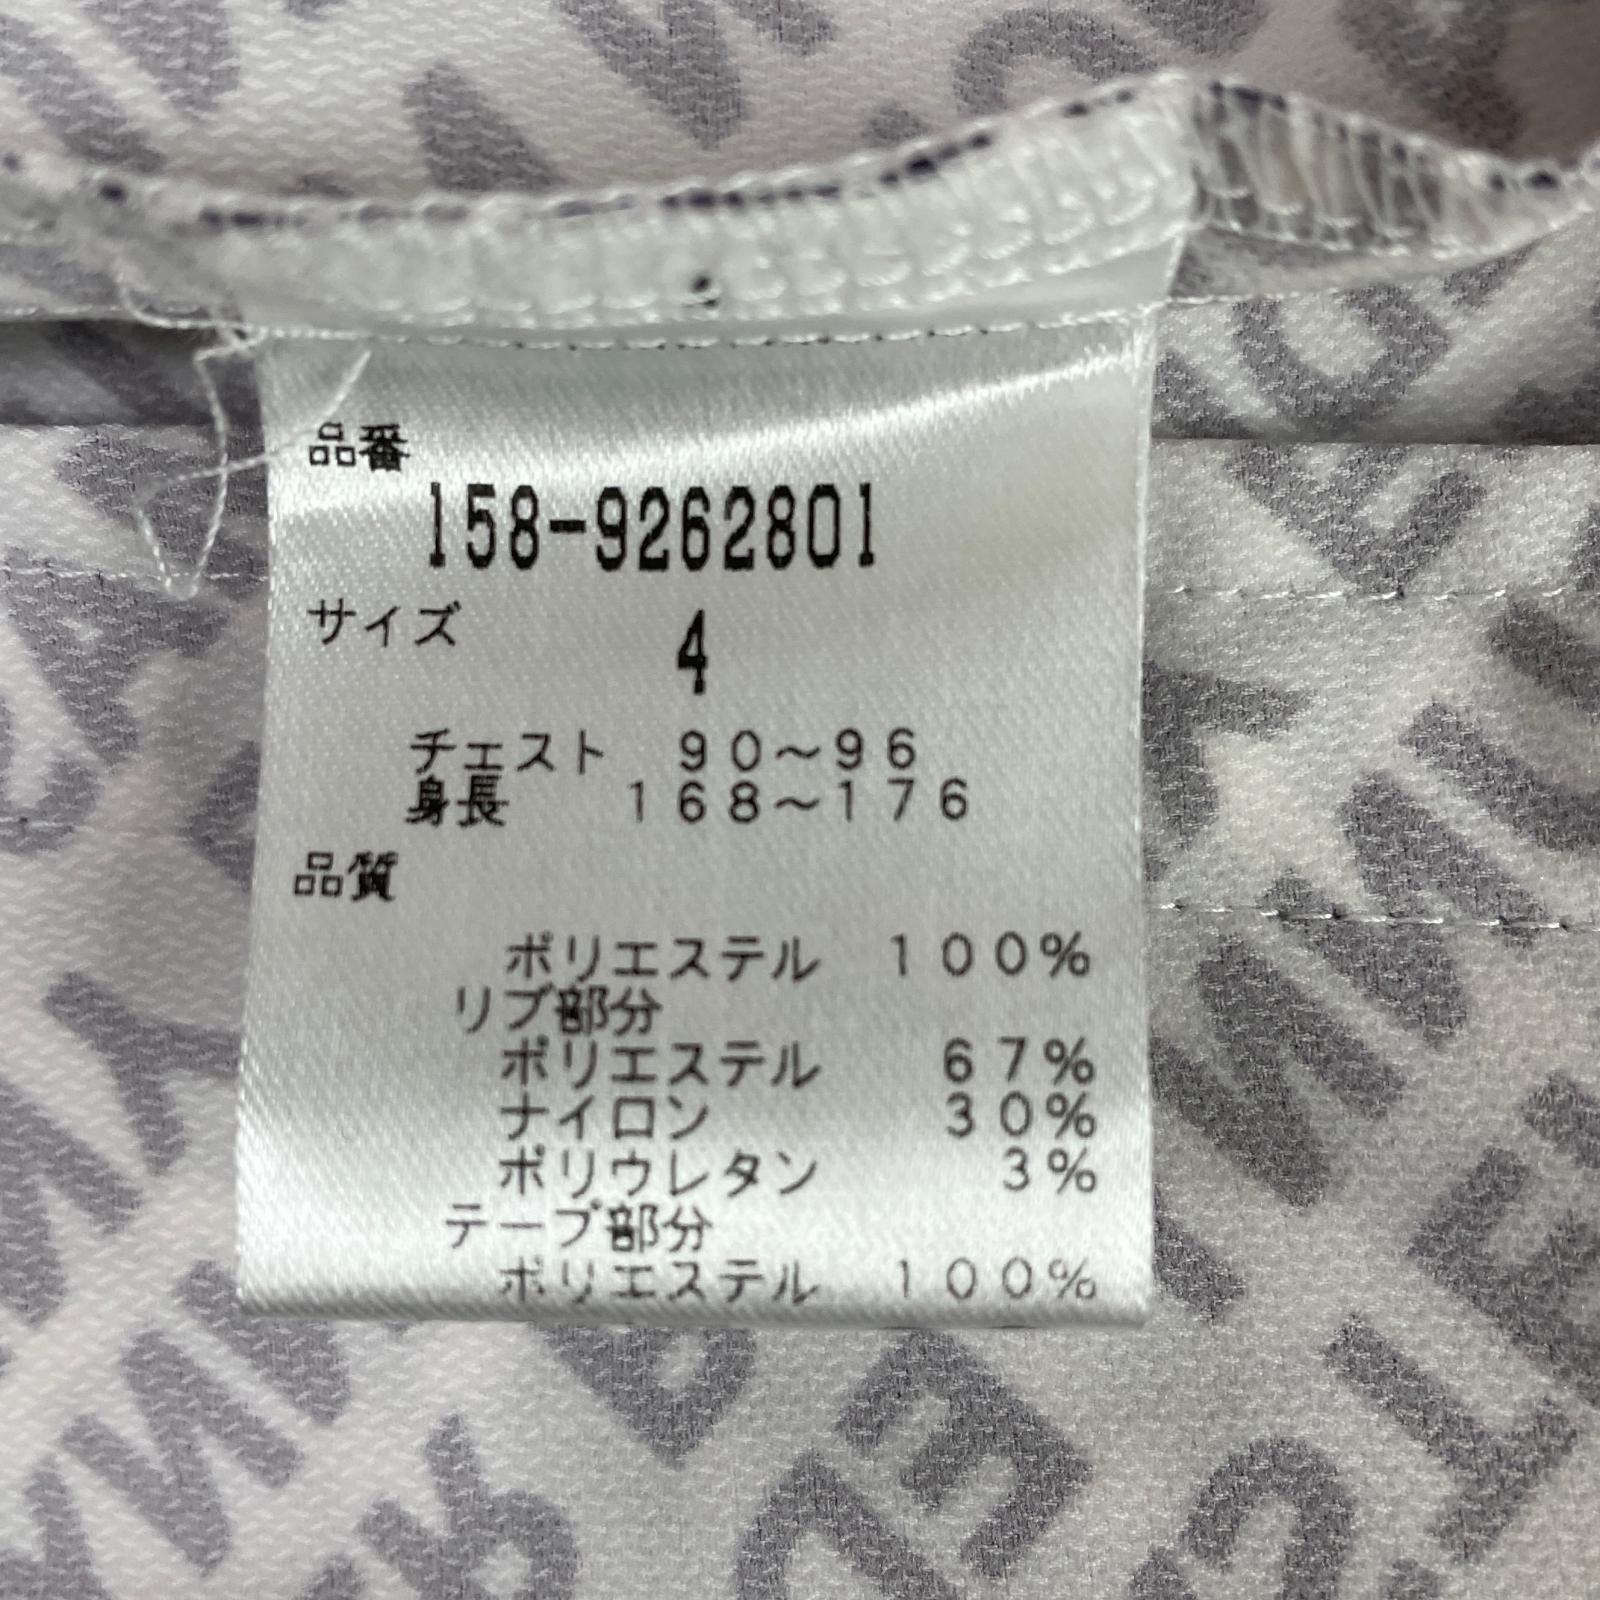 品番
158-9262801
サイズ 4
チェスト 90～96
身長 168～176
品質
ポリエステル 100%
リブ部分
ポリエステル 67%
ナイロン 30%
ポリウレタン 3%
テープ部分
ポリエステル 100%